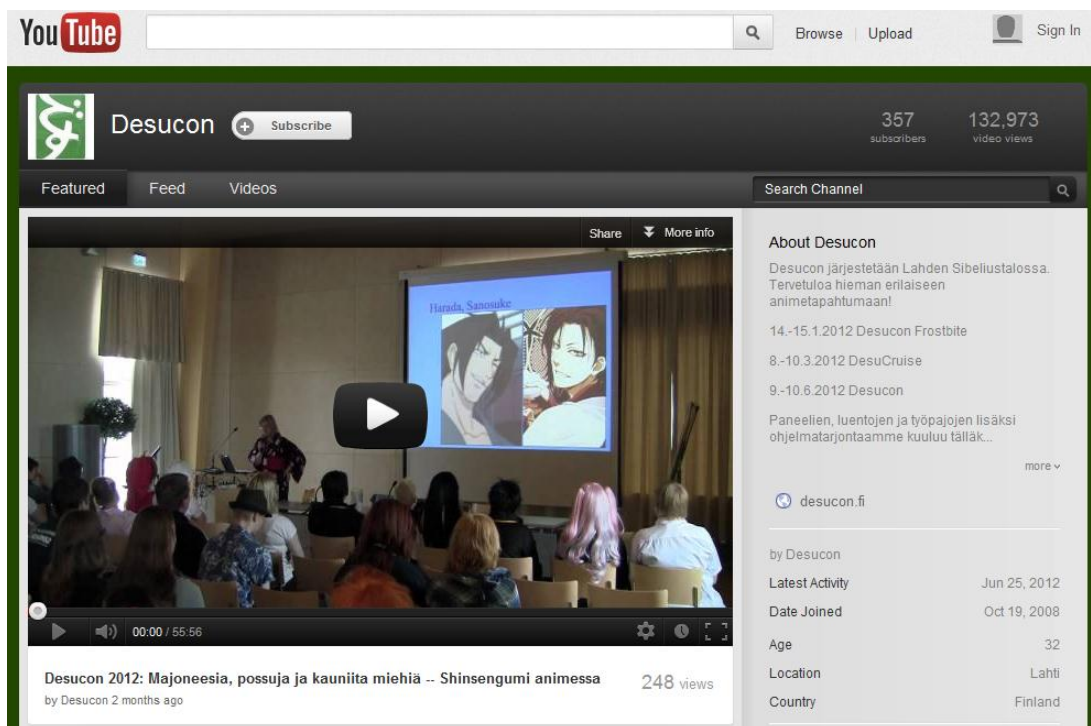 YouTube
Browse | Upload
Sign In
Desucon
Subscribe
357
subscribers
132,973
video views
Featured
Feed
Videos
Search Channel
Share
More info
Harada, Sanosuke
00:00 / 55:56
Desucon 2012: Majoneesia, possuja ja kauniita miehiä -- Shinsengumi animessa
by Desucon 2 months ago
248 views
About Desucon
Desucon järjestetään Lahden Sibeliustalossa.
Tervetuloa hieman erilaiseen
animetapahtumaan!
14.-15.1.2012 Desucon Frostbite
8.-10.3.2012 DesuCruise
9.-10.6.2012 Desucon
Paneelien, luentojen ja työpajojen lisäksi
ohjelmatarjontaamme kuuluu tälläk...
more
desucon.fi
by Desucon
Latest Activity Jun 25, 2012
Date Joined Oct 19, 2008
Age 32
Location Lahti
Country Finland